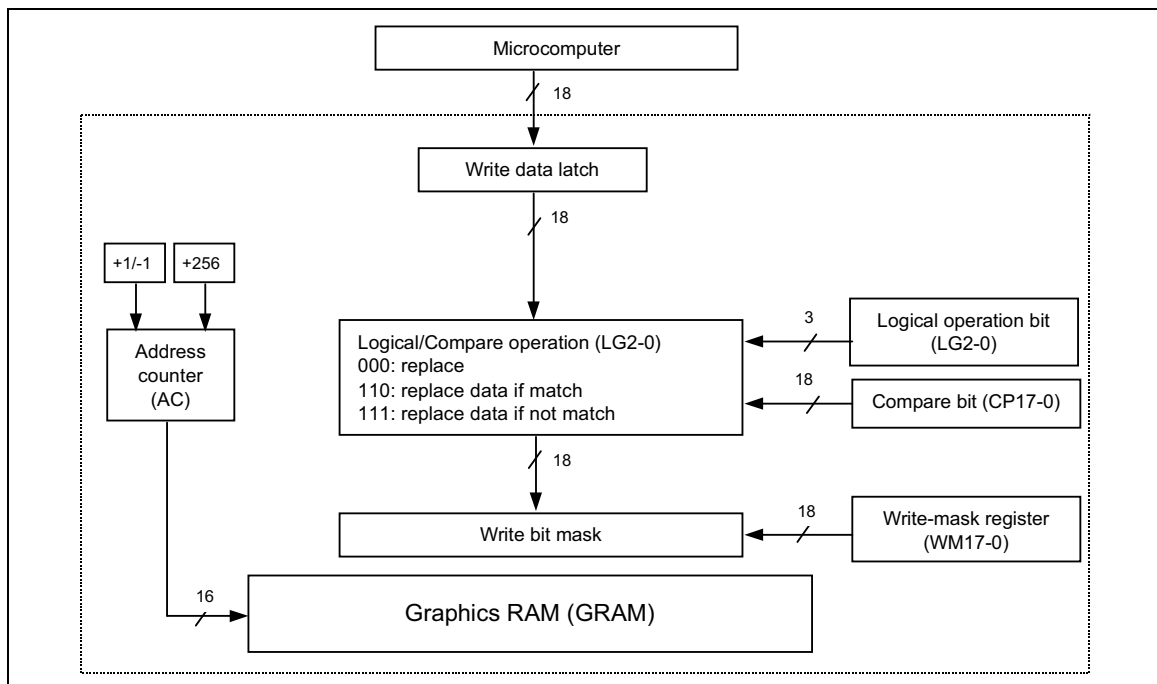 Microcomputer
18
Write data latch
18
+1/-1
+256
Address
counter
(AC)
Logical/Compare operation (LG2-0)
000: replace
110: replace data if match
111: replace data if not match
3
Logical operation bit
(LG2-0)
18
Compare bit (CP17-0)
18
Write bit mask
18
Write-mask register
(WM17-0)
16
Graphics RAM (GRAM)